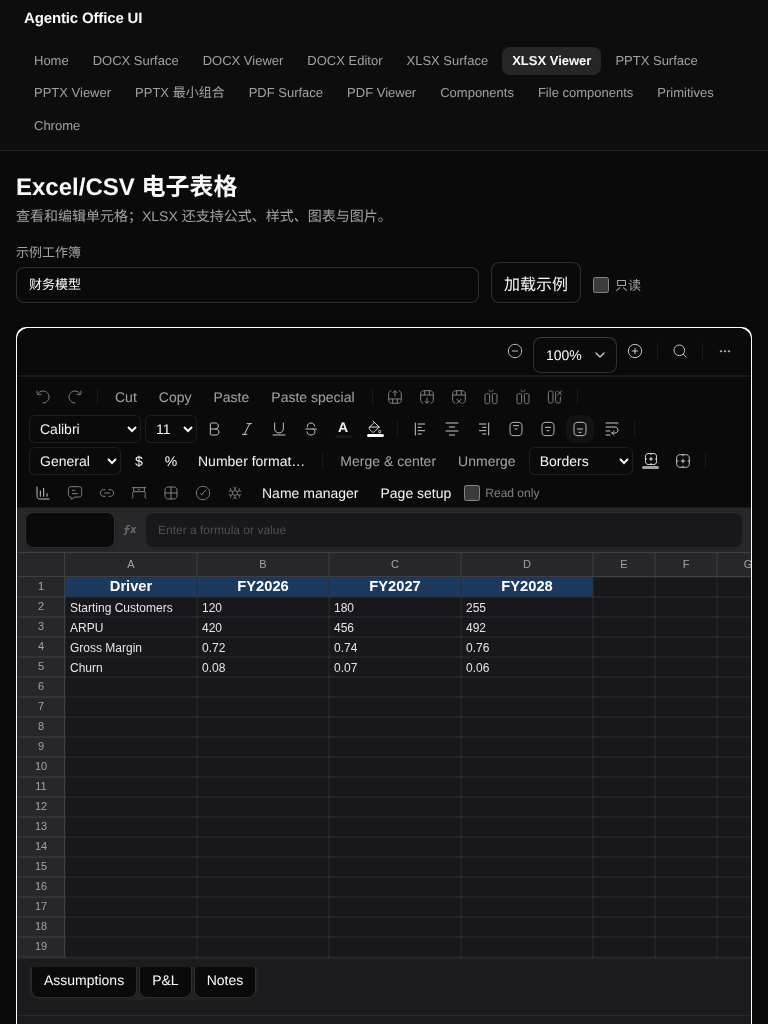 Agentic Office UI
Home DOCX Surface DOCX Viewer DOCX Editor XLSX Surface XLSX Viewer PPTX Surface
PPTX Viewer PPTX 最小组合 PDF Surface PDF Viewer Components File components Primitives
Chrome
Excel/CSV 电子表格
查看和编辑单元格；XLSX 还支持公式、样式、图表与图片。
示例工作簿
财务模型 加载示例 只读
100%
Cut Copy Paste Paste special
Calibri 11 B I U S A
General $ % Number format… Merge & center Unmerge Borders
Name manager Page setup Read only
ƒx Enter a formula or value
A B C D E F G
1 Driver FY2026 FY2027 FY2028
2 Starting Customers 120 180 255
3 ARPU 420 456 492
4 Gross Margin 0.72 0.74 0.76
5 Churn 0.08 0.07 0.06
6
7
8
9
10
11
12
13
14
15
16
17
18
19
Assumptions P&L Notes